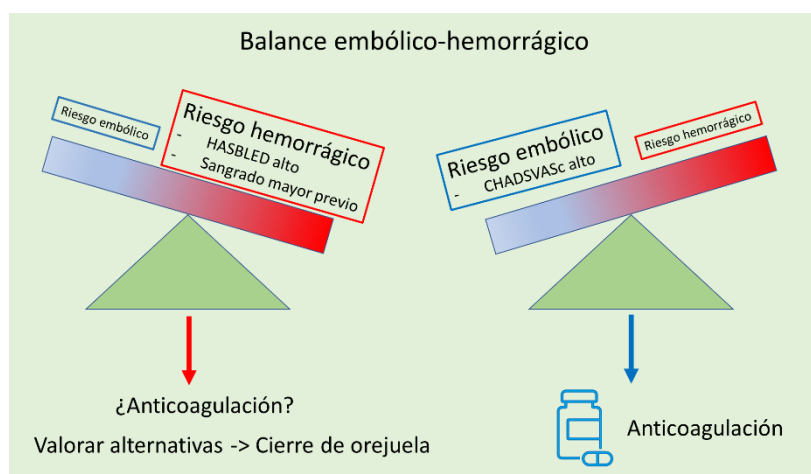 Balance embólico-hemorrágico
Riesgo embólico
Riesgo hemorrágico
- HASBLED alto
- Sangrado mayor previo
Riesgo embólico
- CHADSVASc alto
Riesgo hemorrágico
¿Anticoagulación?
Valorar alternativas -> Cierre de orejuela
Anticoagulación